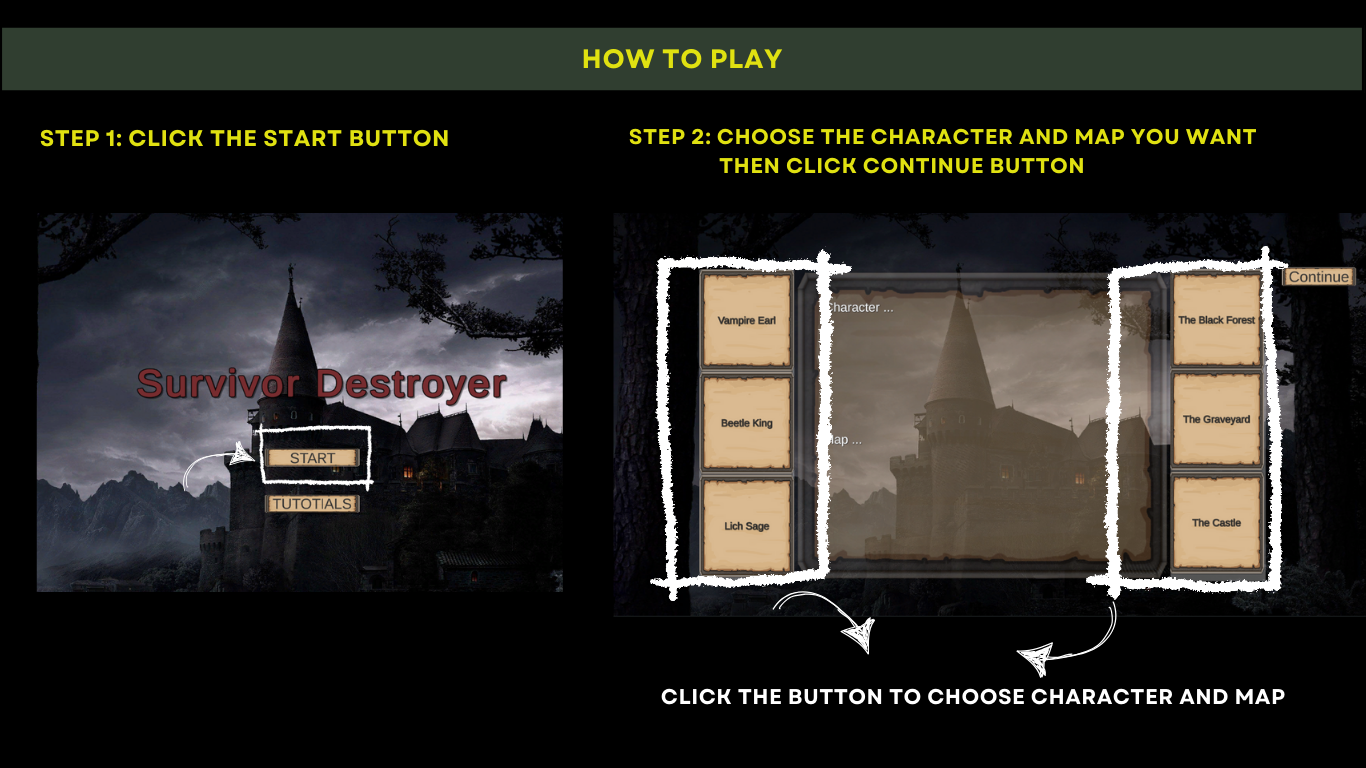 HOW TO PLAY
STEP 1: CLICK THE START BUTTON
Survivor Destroyer
START
TUTOTIALS
STEP 2: CHOOSE THE CHARACTER AND MAP YOU WANT
THEN CLICK CONTINUE BUTTON
Vampire Earl
Beetle King
Lich Sage
Character ...
Map ...
The Black Forest
The Graveyard
The Castle
Continue
CLICK THE BUTTON TO CHOOSE CHARACTER AND MAP